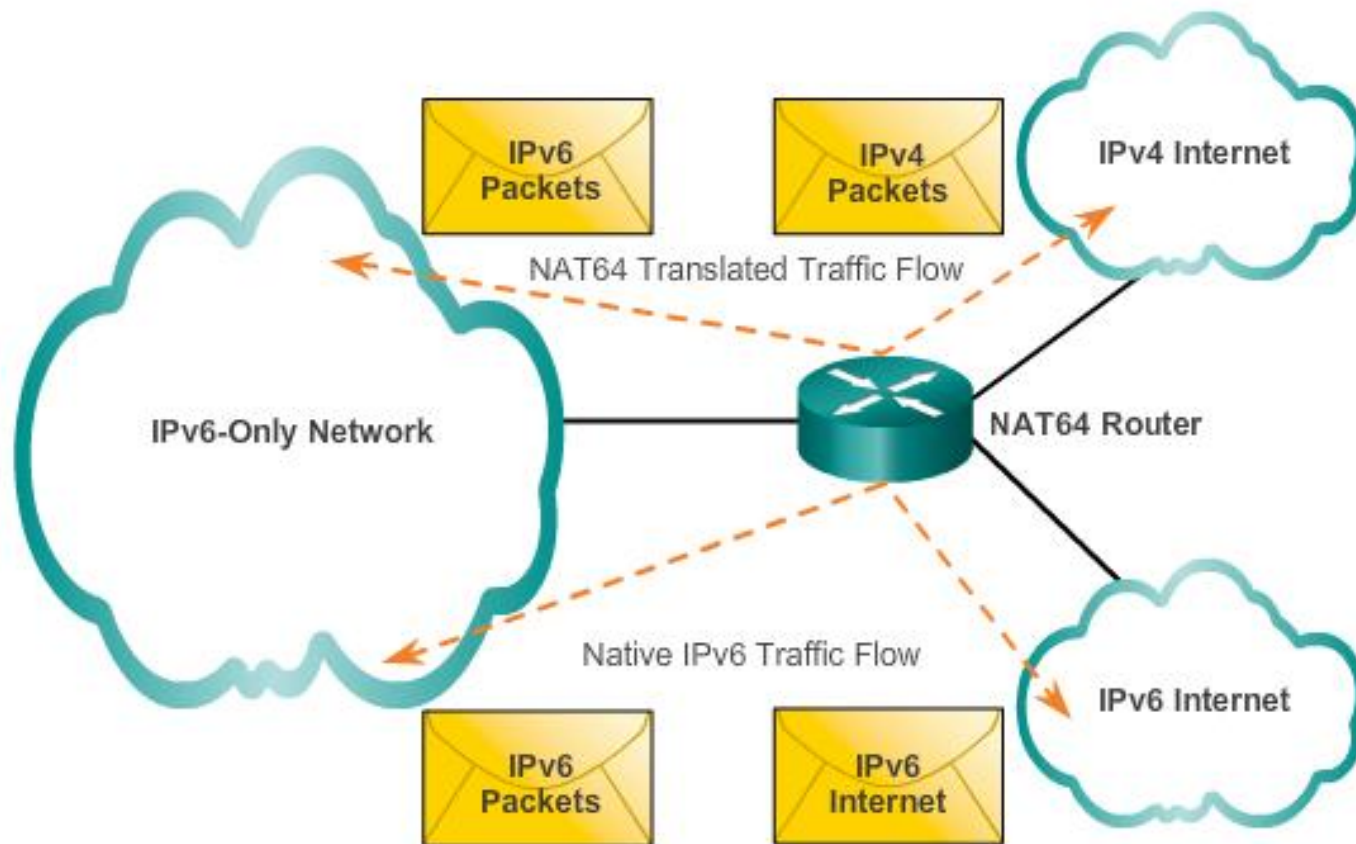 IPv6
Packets
IPv4
Packets
IPv4 Internet
NAT64 Translated Traffic Flow
IPv6-Only Network
NAT64 Router
Native IPv6 Traffic Flow
IPv6 Internet
IPv6
Packets
IPv6
Internet